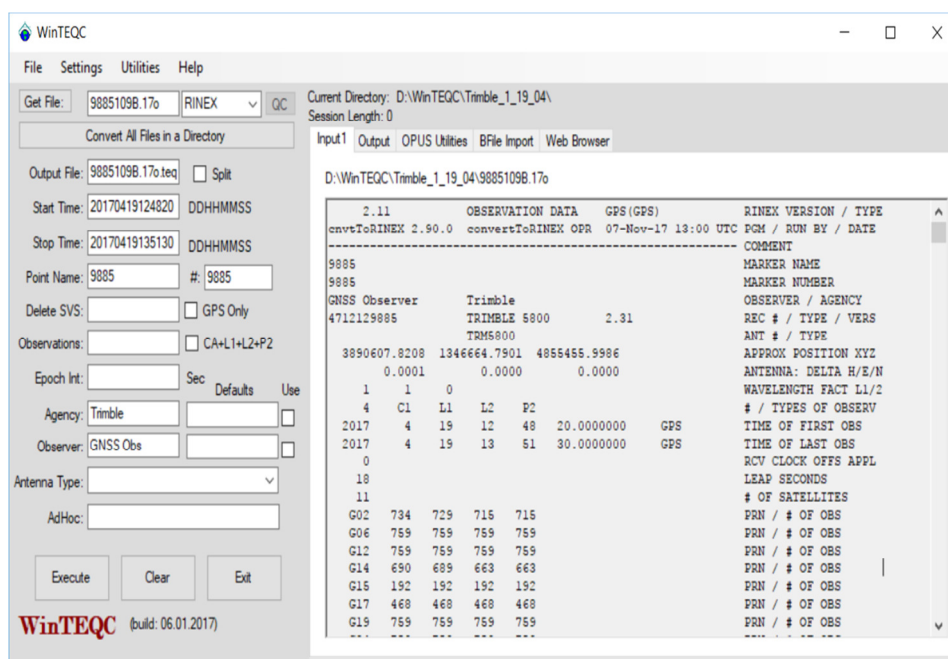 WinTEQC
File Settings Utilities Help
Get File: 9885109B.17o RINEX QC
Convert All Files in a Directory
Output File: 9885109B.17o.teq Split
Start Time: 20170419124820 DDHHMMSS
Stop Time: 20170419135130 DDHHMMSS
Point Name: 9885 #: 9885
Delete SVS: GPS Only
Observations: CA+L1+L2+P2
Epoch Int: Sec
Defaults Use
Agency: Trimble
Observer: GNSS Obs
Antenna Type:
AdHoc:
Execute Clear Exit
WinTEQC (build: 06.01.2017)
Current Directory: D:\WinTEQC\Trimble_1_19_04\
Session Length: 0
Input1 Output OPUS Utilities BFile Import Web Browser
D:\WinTEQC\Trimble_1_19_04\9885109B.17o
2.11 OBSERVATION DATA GPS(GPS) RINEX VERSION / TYPE
cnvtToRINEX 2.90.0 convertToRINEX OPR 07-Nov-17 13:00 UTC PGM / RUN BY / DATE
------------------------------------------------------------ COMMENT
9885 MARKER NAME
9885 MARKER NUMBER
GNSS Observer Trimble OBSERVER / AGENCY
4712129885 TRIMBLE 5800 2.31 REC # / TYPE / VERS
TRM5800 ANT # / TYPE
3890607.8208 1346664.7901 4855455.9986 APPROX POSITION XYZ
0.0001 0.0000 0.0000 ANTENNA: DELTA H/E/N
1 1 0 WAVELENGTH FACT L1/2
4 C1 L1 L2 P2 # / TYPES OF OBSERV
2017 4 19 12 48 20.0000000 GPS TIME OF FIRST OBS
2017 4 19 13 51 30.0000000 GPS TIME OF LAST OBS
0 RCV CLOCK OFFS APPL
18 LEAP SECONDS
11 # OF SATELLITES
G02 734 729 715 715 PRN / # OF OBS
G06 759 759 759 759 PRN / # OF OBS
G12 759 759 759 759 PRN / # OF OBS
G14 690 689 663 663 PRN / # OF OBS
G15 192 192 192 192 PRN / # OF OBS
G17 468 468 468 468 PRN / # OF OBS
G19 759 759 759 759 PRN / # OF OBS